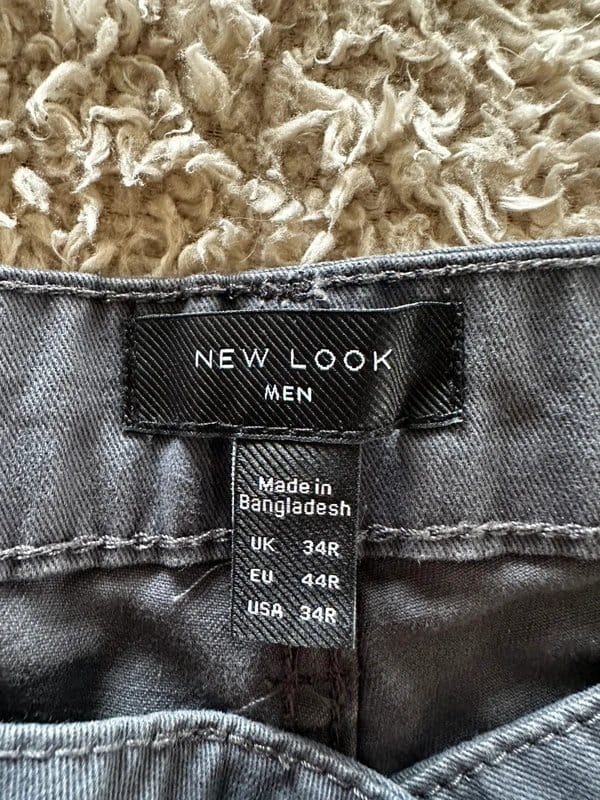 NEW LOOK
MEN
Made in
Bangladesh
UK 34R
EU 44R
USA 34R